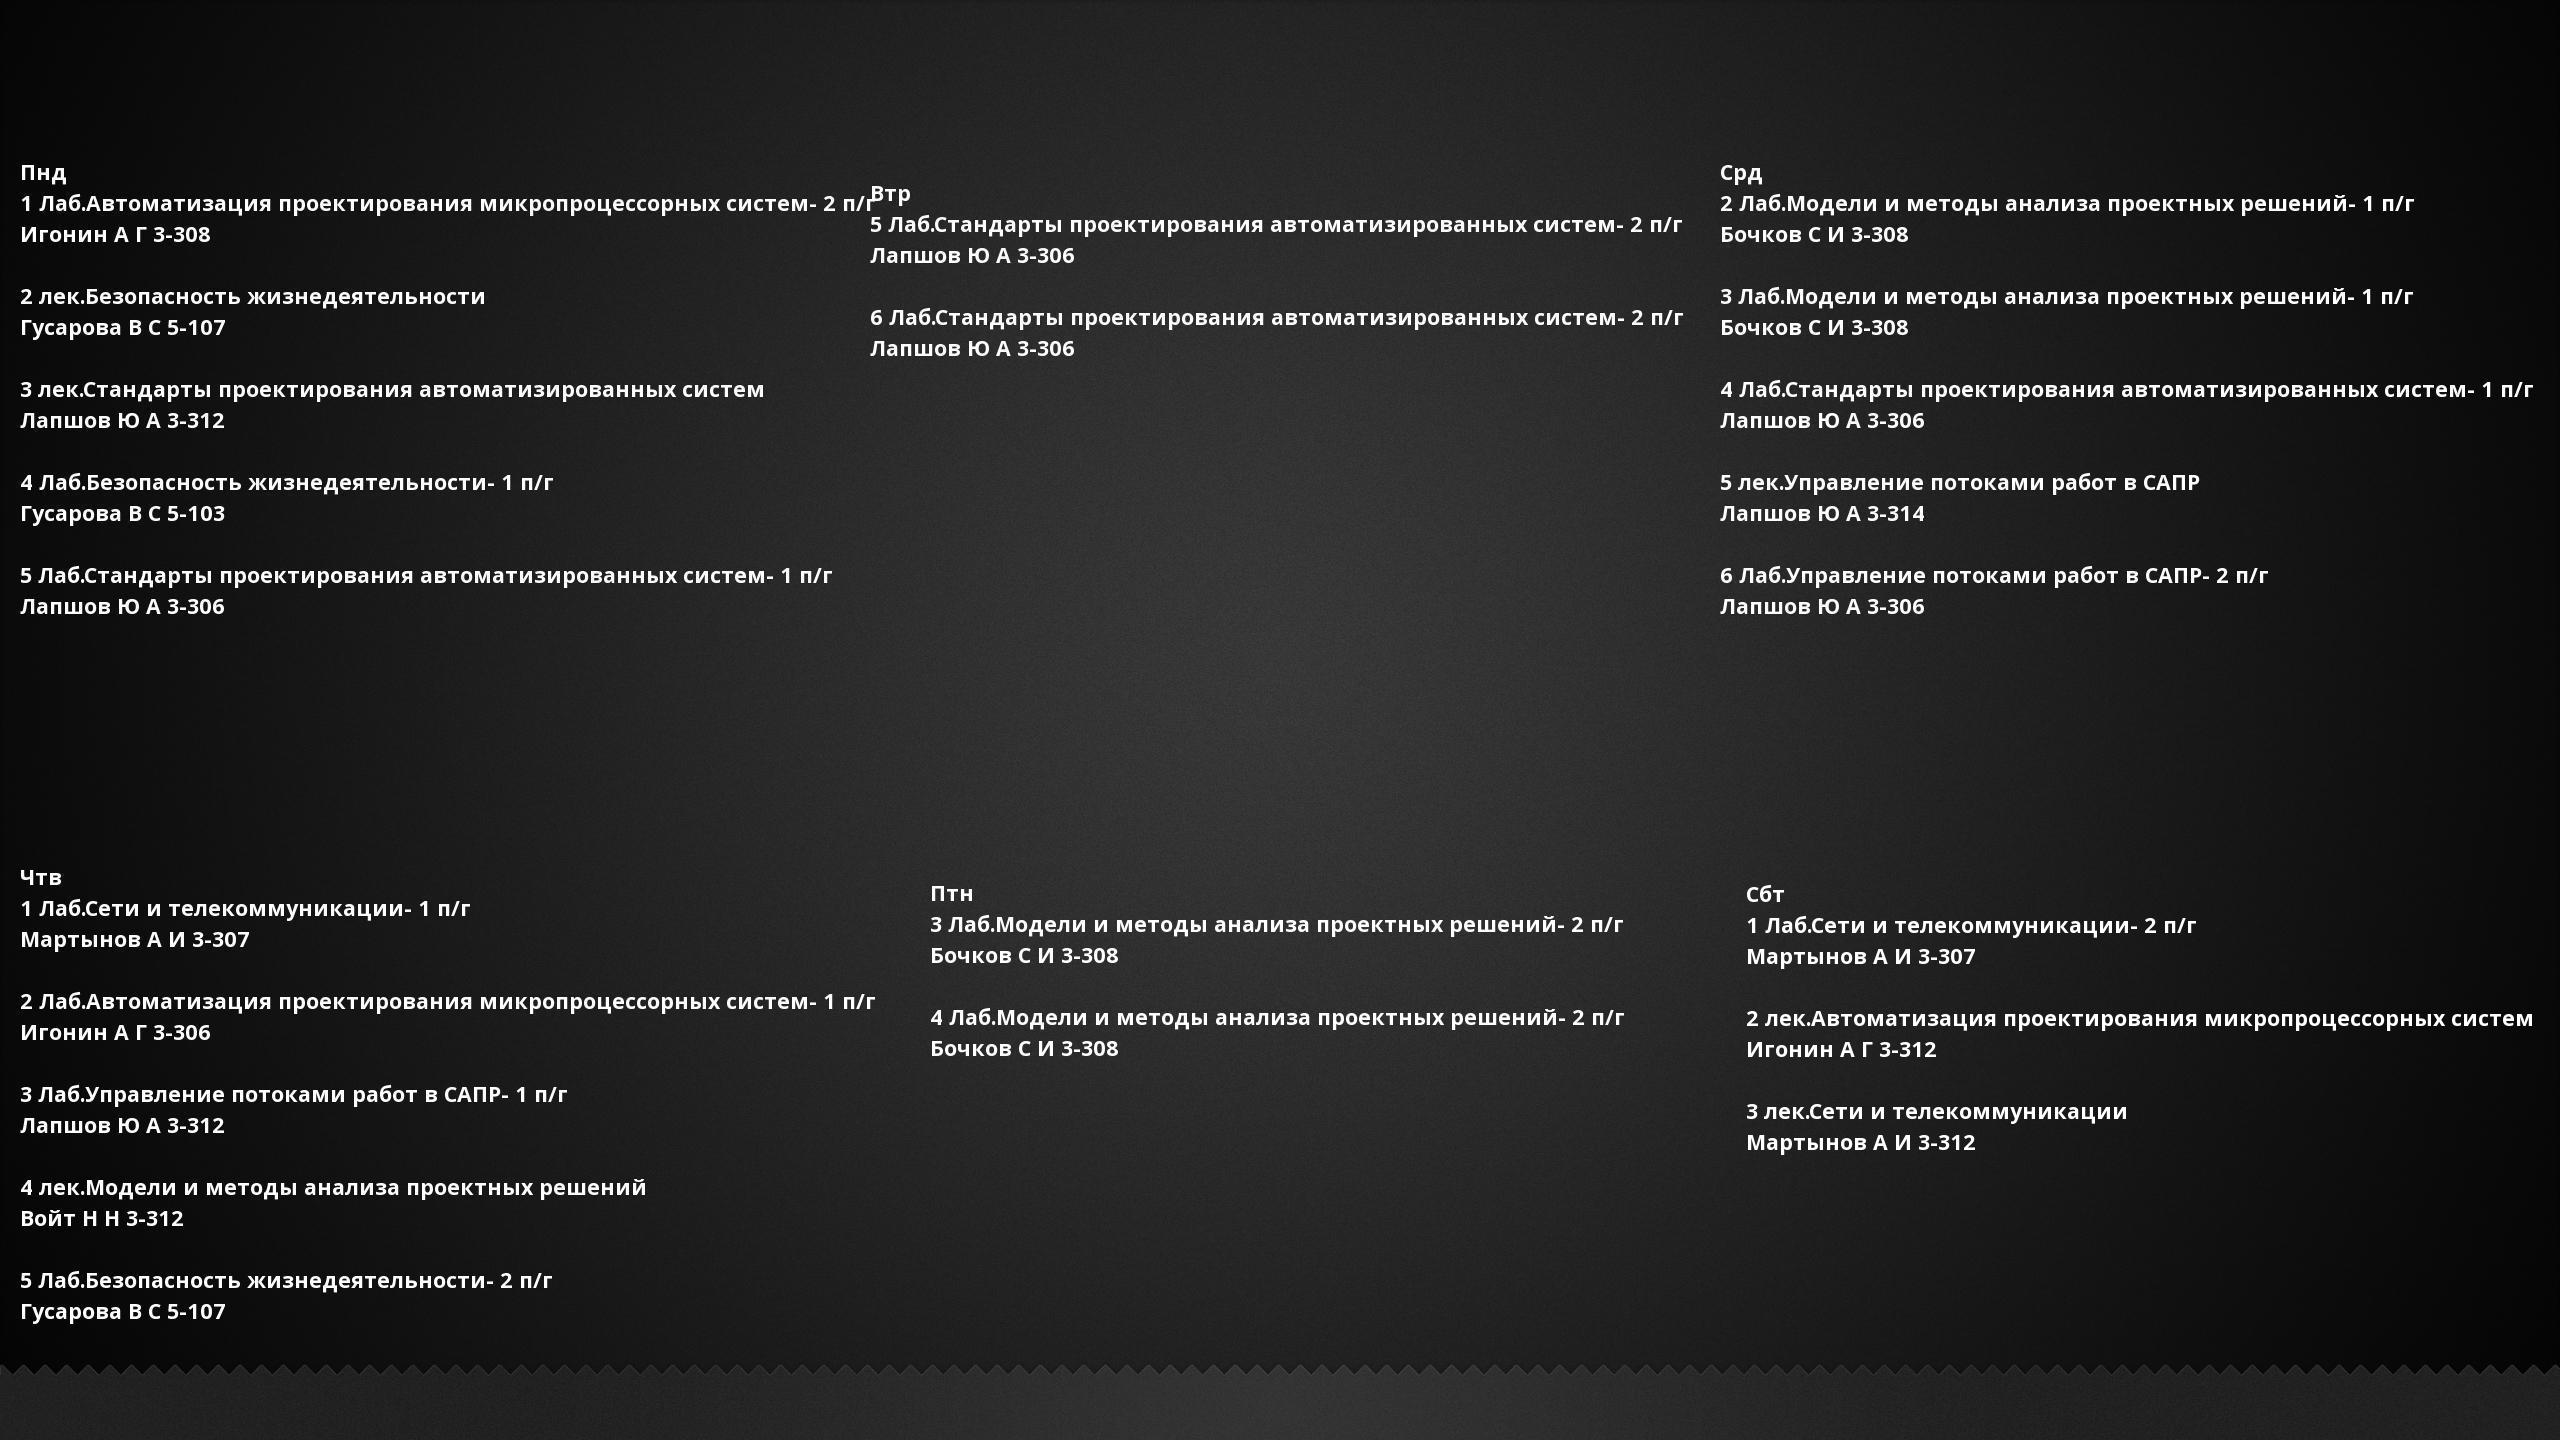 Пнд
1 Лаб.Автоматизация проектирования микропроцессорных систем- 2 п/г
Игонин А Г 3-308
2 лек.Безопасность жизнедеятельности
Гусарова В С 5-107
3 лек.Стандарты проектирования автоматизированных систем
Лапшов Ю А 3-312
4 Лаб.Безопасность жизнедеятельности- 1 п/г
Гусарова В С 5-103
5 Лаб.Стандарты проектирования автоматизированных систем- 1 п/г
Лапшов Ю А 3-306
Втр
5 Лаб.Стандарты проектирования автоматизированных систем- 2 п/г
Лапшов Ю А 3-306
6 Лаб.Стандарты проектирования автоматизированных систем- 2 п/г
Лапшов Ю А 3-306
Срд
2 Лаб.Модели и методы анализа проектных решений- 1 п/г
Бочков С И 3-308
3 Лаб.Модели и методы анализа проектных решений- 1 п/г
Бочков С И 3-308
4 Лаб.Стандарты проектирования автоматизированных систем- 1 п/г
Лапшов Ю А 3-306
5 лек.Управление потоками работ в САПР
Лапшов Ю А 3-314
6 Лаб.Управление потоками работ в САПР- 2 п/г
Лапшов Ю А 3-306
Чтв
1 Лаб.Сети и телекоммуникации- 1 п/г
Мартынов А И 3-307
2 Лаб.Автоматизация проектирования микропроцессорных систем- 1 п/г
Игонин А Г 3-306
3 Лаб.Управление потоками работ в САПР- 1 п/г
Лапшов Ю А 3-312
4 лек.Модели и методы анализа проектных решений
Войт Н Н 3-312
5 Лаб.Безопасность жизнедеятельности- 2 п/г
Гусарова В С 5-107
Птн
3 Лаб.Модели и методы анализа проектных решений- 2 п/г
Бочков С И 3-308
4 Лаб.Модели и методы анализа проектных решений- 2 п/г
Бочков С И 3-308
Сбт
1 Лаб.Сети и телекоммуникации- 2 п/г
Мартынов А И 3-307
2 лек.Автоматизация проектирования микропроцессорных систем
Игонин А Г 3-312
3 лек.Сети и телекоммуникации
Мартынов А И 3-312